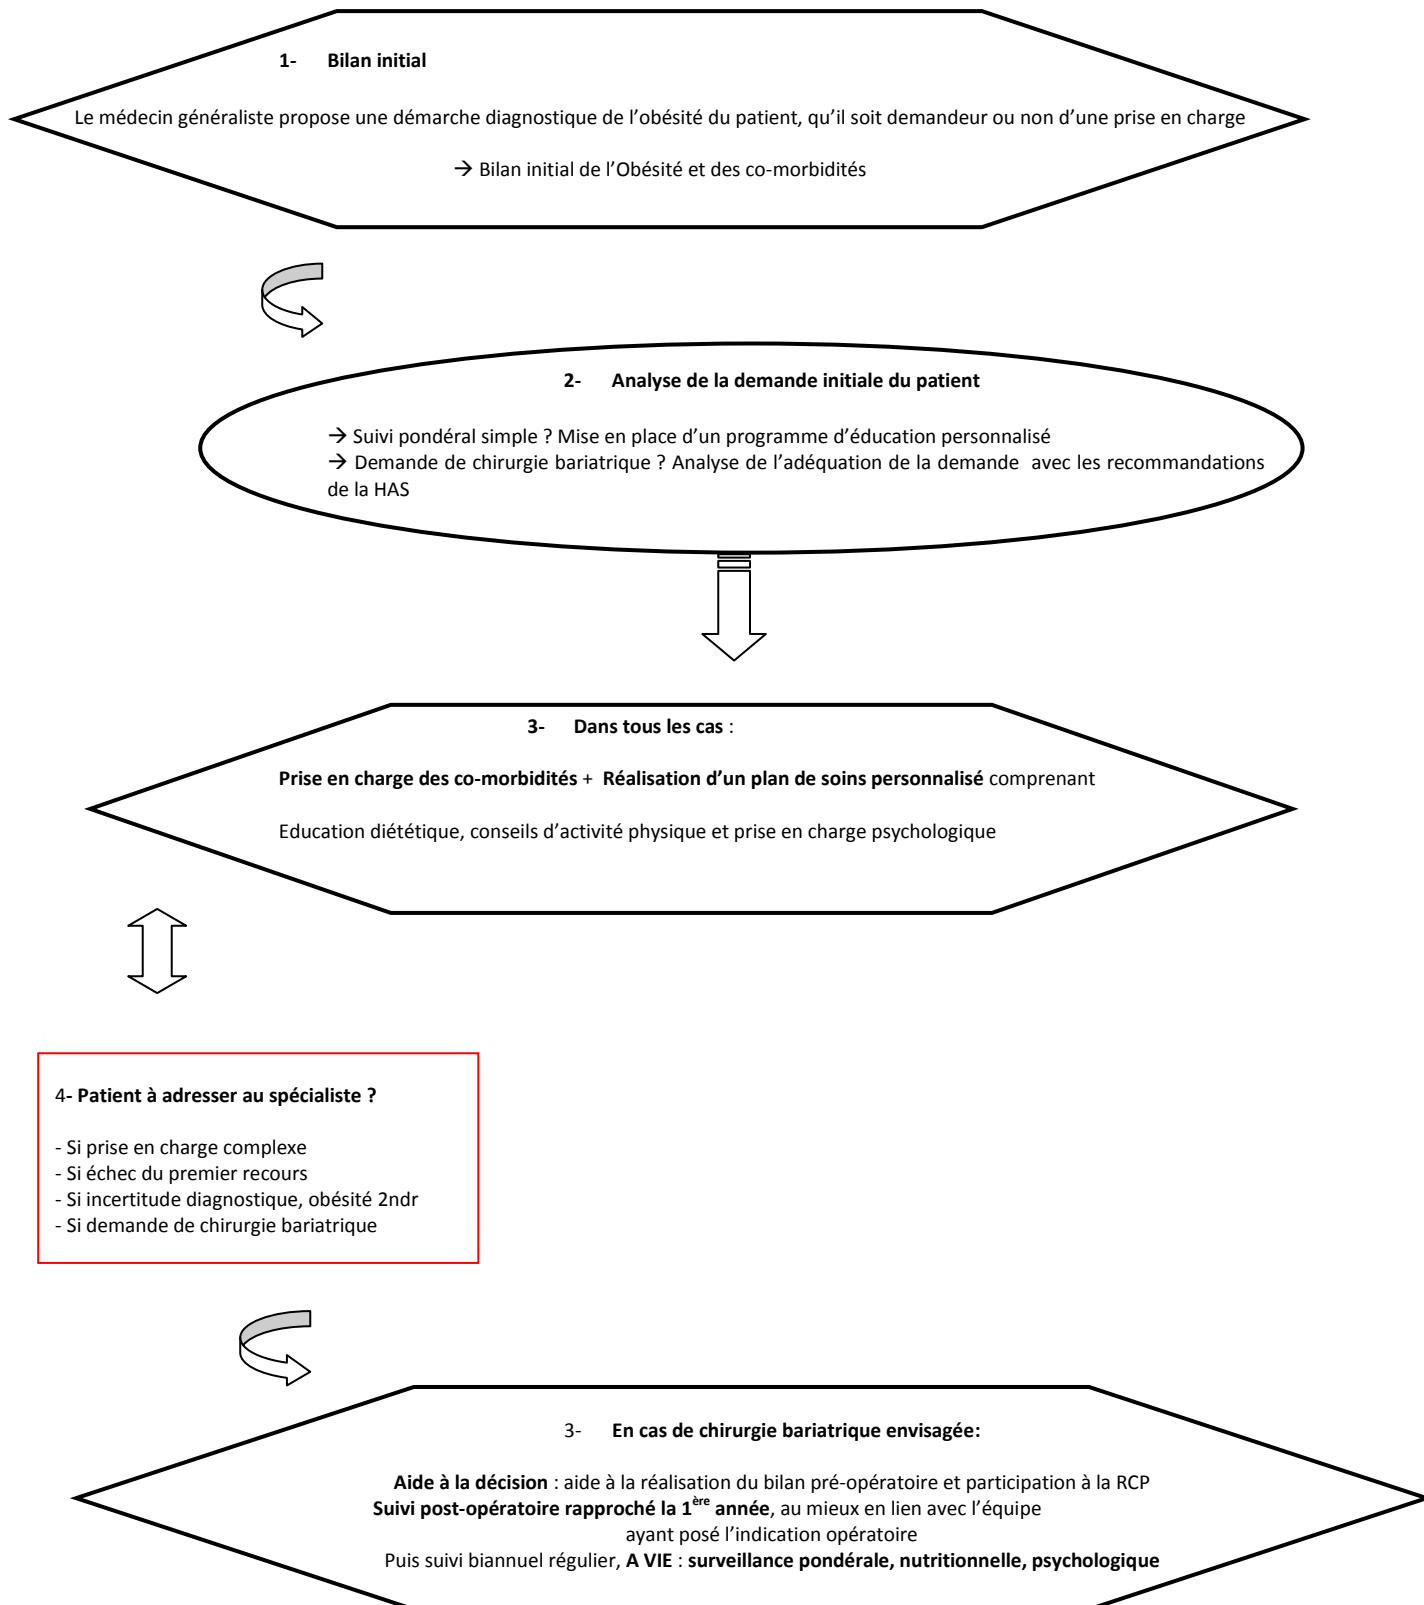 1- Bilan initial
Le médecin généraliste propose une démarche diagnostique de l’obésité du patient, qu’il soit demandeur ou non d’une prise en charge
→ Bilan initial de l’Obésité et des co-morbidités
2- Analyse de la demande initiale du patient
→ Suivi pondéral simple ? Mise en place d’un programme d’éducation personnalisé
→ Demande de chirurgie bariatrique ? Analyse de l’adéquation de la demande avec les recommandations
de la HAS
3- Dans tous les cas :
Prise en charge des co-morbidités + Réalisation d’un plan de soins personnalisé comprenant
Education diététique, conseils d’activité physique et prise en charge psychologique
4- Patient à adresser au spécialiste ?
- Si prise en charge complexe
- Si échec du premier recours
- Si incertitude diagnostique, obésité 2ndr
- Si demande de chirurgie bariatrique
3- En cas de chirurgie bariatrique envisagée:
Aide à la décision : aide à la réalisation du bilan pré-opératoire et participation à la RCP
Suivi post-opératoire rapproché la 1ère année, au mieux en lien avec l’équipe
ayant posé l’indication opératoire
Puis suivi biannuel régulier, A VIE : surveillance pondérale, nutritionnelle, psychologique